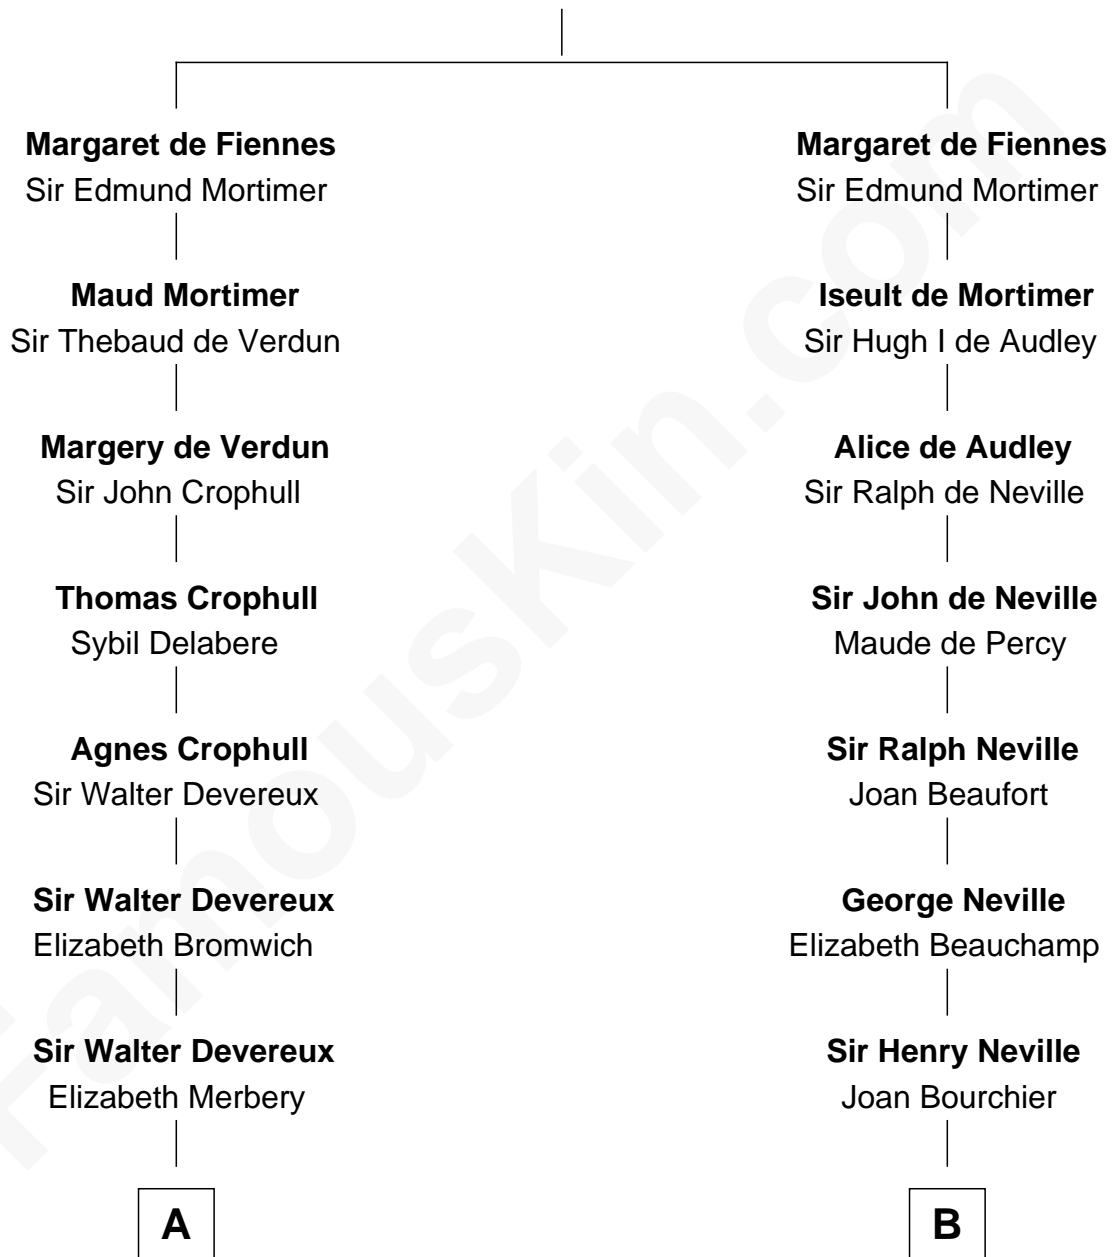 Margaret de Fiennes
Sir Edmund Mortimer
Maud Mortimer
Sir Thebaud de Verdun
Margery de Verdun
Sir John Crophull
Thomas Crophull
Sybil Delabere
Agnes Crophull
Sir Walter Devereux
Sir Walter Devereux
Elizabeth Bromwich
Sir Walter Devereux
Elizabeth Merbery
A
Margaret de Fiennes
Sir Edmund Mortimer
Iseult de Mortimer
Sir Hugh I de Audley
Alice de Audley
Sir Ralph de Neville
Sir John de Neville
Maude de Percy
Sir Ralph Neville
Joan Beaufort
George Neville
Elizabeth Beauchamp
Sir Henry Neville
Joan Bourchier
B
FamousKin.com